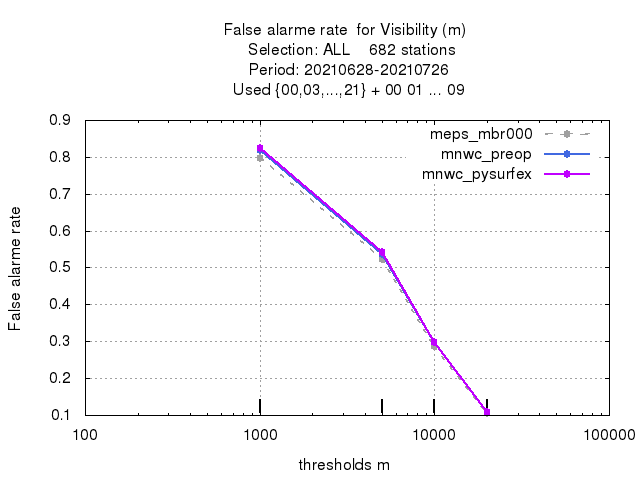 False alarme rate  for Visibility (m)
Selection: ALL    682 stations
Period: 20210628-20210726
Used {00,03,...,21} + 00 01 ... 09
meps_mbr000
mnwc_preop
mnwc_pysurfex
False alarme rate
0.9
0.8
0.7
0.6
0.5
0.4
0.3
0.2
0.1
100
1000
10000
100000
thresholds m